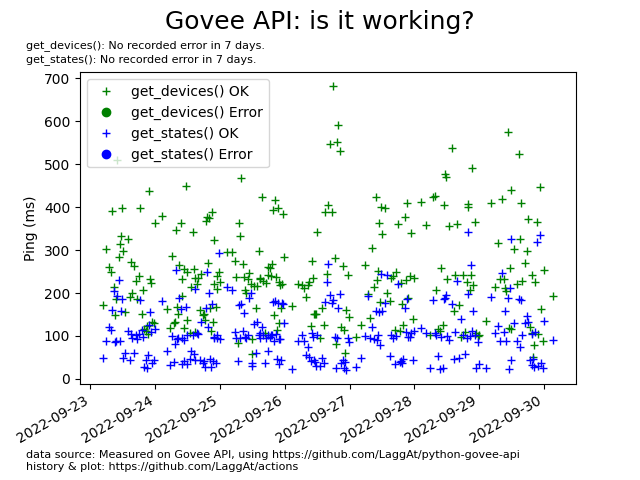 Govee API: is it working?
get_devices(): No recorded error in 7 days.
get_states(): No recorded error in 7 days.
get_devices() OK
get_devices() Error
get_states() OK
get_states() Error
Ping (ms)
700
600
500
400
300
200
100
0
2022-09-23
2022-09-24
2022-09-25
2022-09-26
2022-09-27
2022-09-28
2022-09-29
2022-09-30
data source: Measured on Govee API, using https://github.com/LaggAt/python-govee-api
history & plot: https://github.com/LaggAt/actions